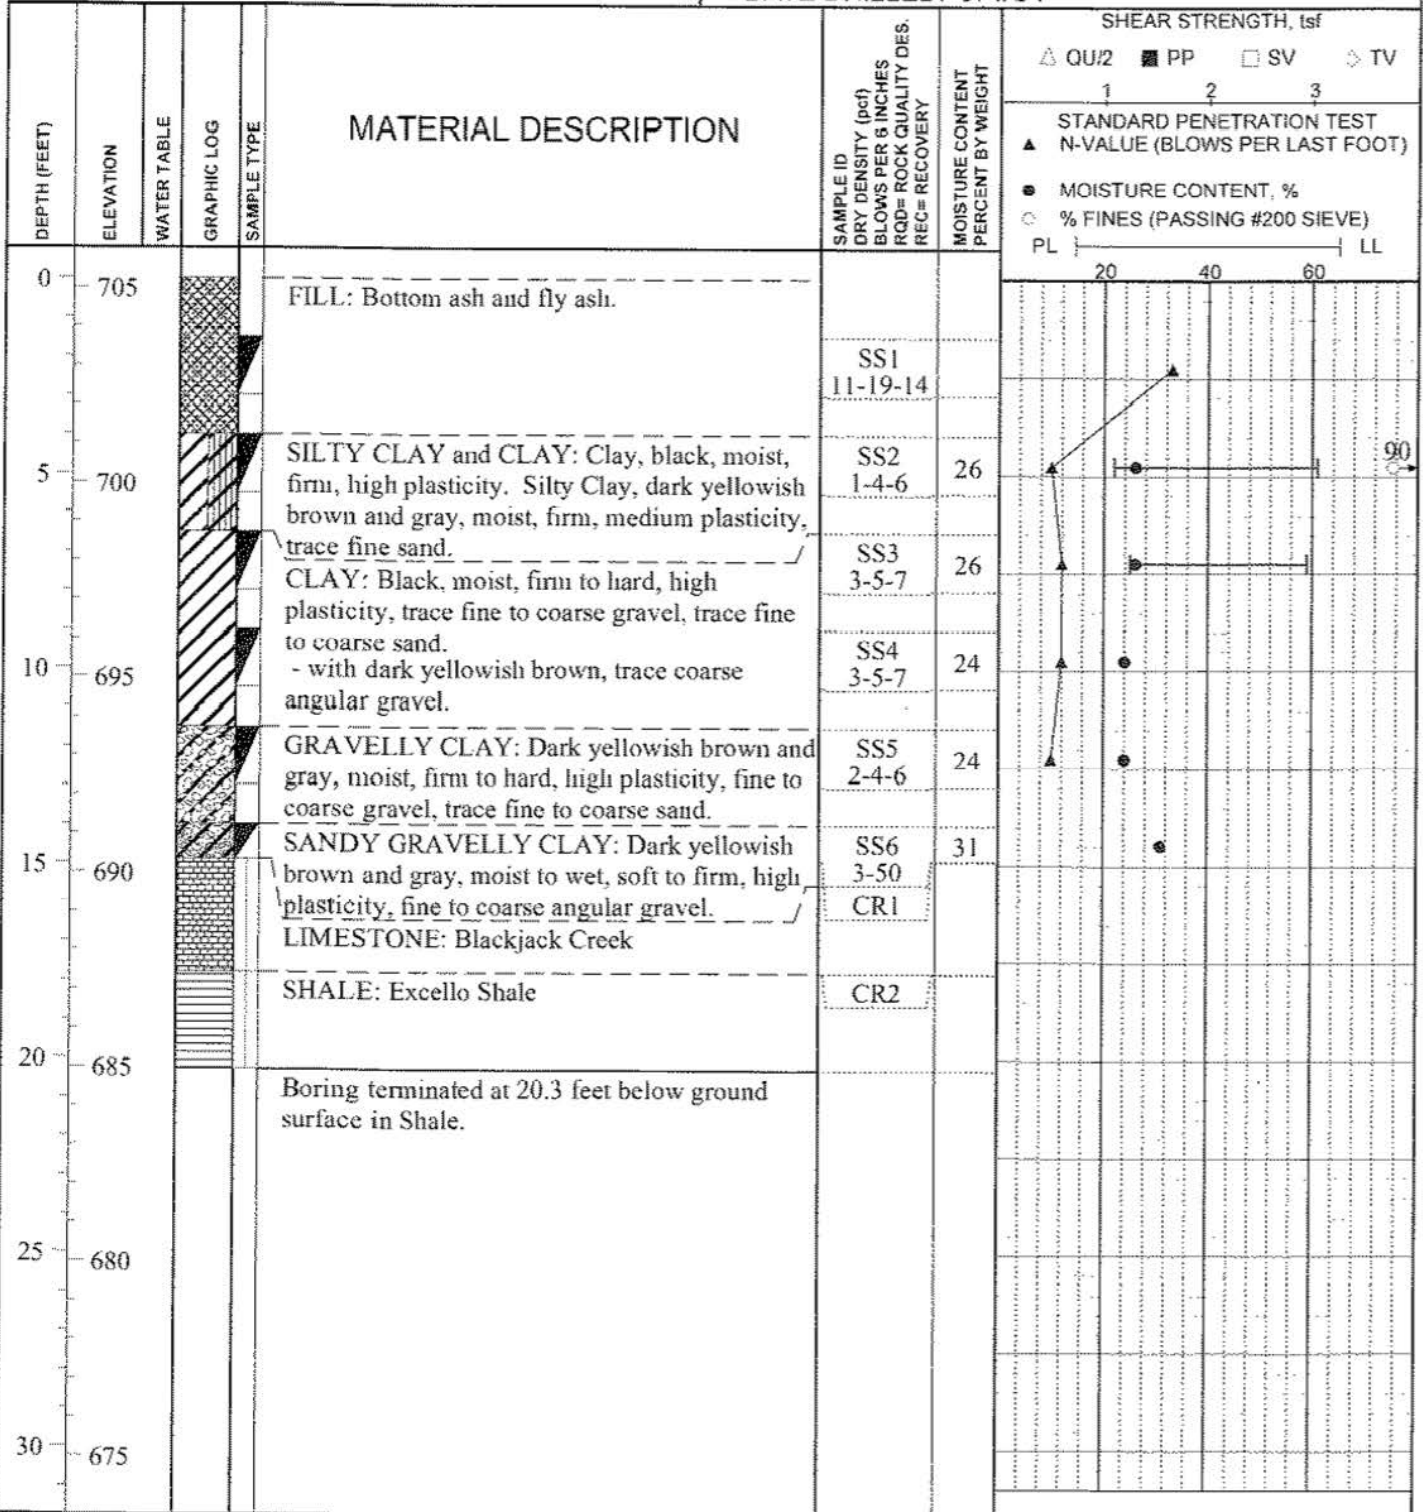 SHEAR STRENGTH, tsf
QU/2 PP SV TV
1 2 3
STANDARD PENETRATION TEST
N-VALUE (BLOWS PER LAST FOOT)
MOISTURE CONTENT, %
% FINES (PASSING #200 SIEVE)
PL LL
20 40 60
DEPTH (FEET)
ELEVATION
WATER TABLE
GRAPHIC LOG
SAMPLE TYPE
MATERIAL DESCRIPTION
SAMPLE ID
DRY DENSITY (pcf)
BLOWS PER 6 INCHES
RQD= ROCK QUALITY DES.
REC= RECOVERY
MOISTURE CONTENT
PERCENT BY WEIGHT
0 705
FILL: Bottom ash and fly ash.
SS1
11-19-14
5 700
SILTY CLAY and CLAY: Clay, black, moist,
firm, high plasticity. Silty Clay, dark yellowish
brown and gray, moist, firm, medium plasticity,
trace fine sand.
SS2
1-4-6
26
90
CLAY: Black, moist, firm to hard, high
plasticity, trace fine to coarse gravel, trace fine
to coarse sand.
- with dark yellowish brown, trace coarse
angular gravel.
SS3
3-5-7
26
10 695
SS4
3-5-7
24
GRAVELLY CLAY: Dark yellowish brown and
gray, moist, firm to hard, high plasticity, fine to
coarse gravel, trace fine to coarse sand.
SS5
2-4-6
24
SANDY GRAVELLY CLAY: Dark yellowish
brown and gray, moist to wet, soft to firm, high
plasticity, fine to coarse angular gravel.
SS6
3-50
31
15 690
CR1
LIMESTONE: Blackjack Creek
SHALE: Excello Shale
CR2
20 685
Boring terminated at 20.3 feet below ground
surface in Shale.
25 680
30 675